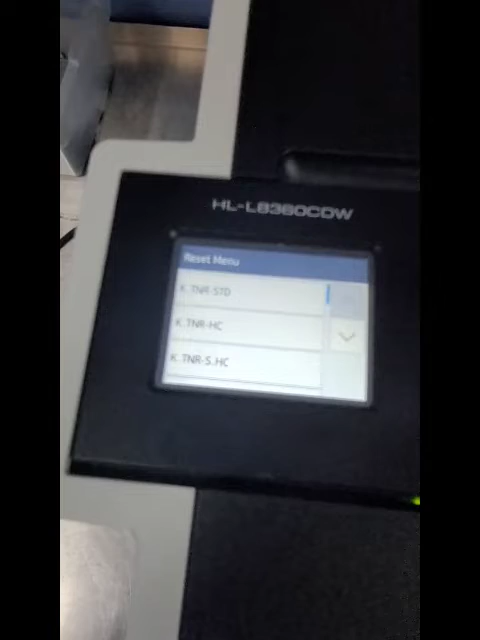 HL-L8360CDW
Reset Menu
K.TNR-STD
K.TNR-HC
K.TNR-S.HC